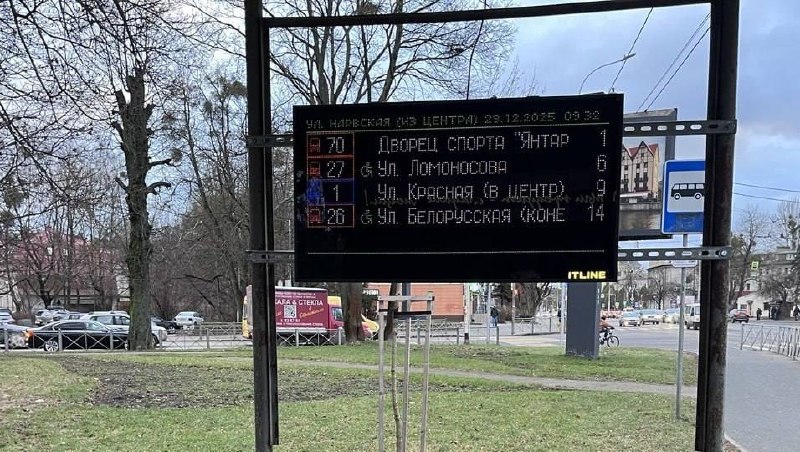 УЛ. НАРВСКАЯ (ИЗ ЦЕНТРА) 29.12.2025 09:32
70 ДВОРЕЦ СПОРТА "ЯНТАР 1
27 УЛ. ЛОМОНОСОВА 6
1 УЛ. КРАСНАЯ (В ЦЕНТР) 9
26 УЛ. БЕЛОРУССКАЯ (КОНЕ 14
ITLINE
& СТЕКЛА